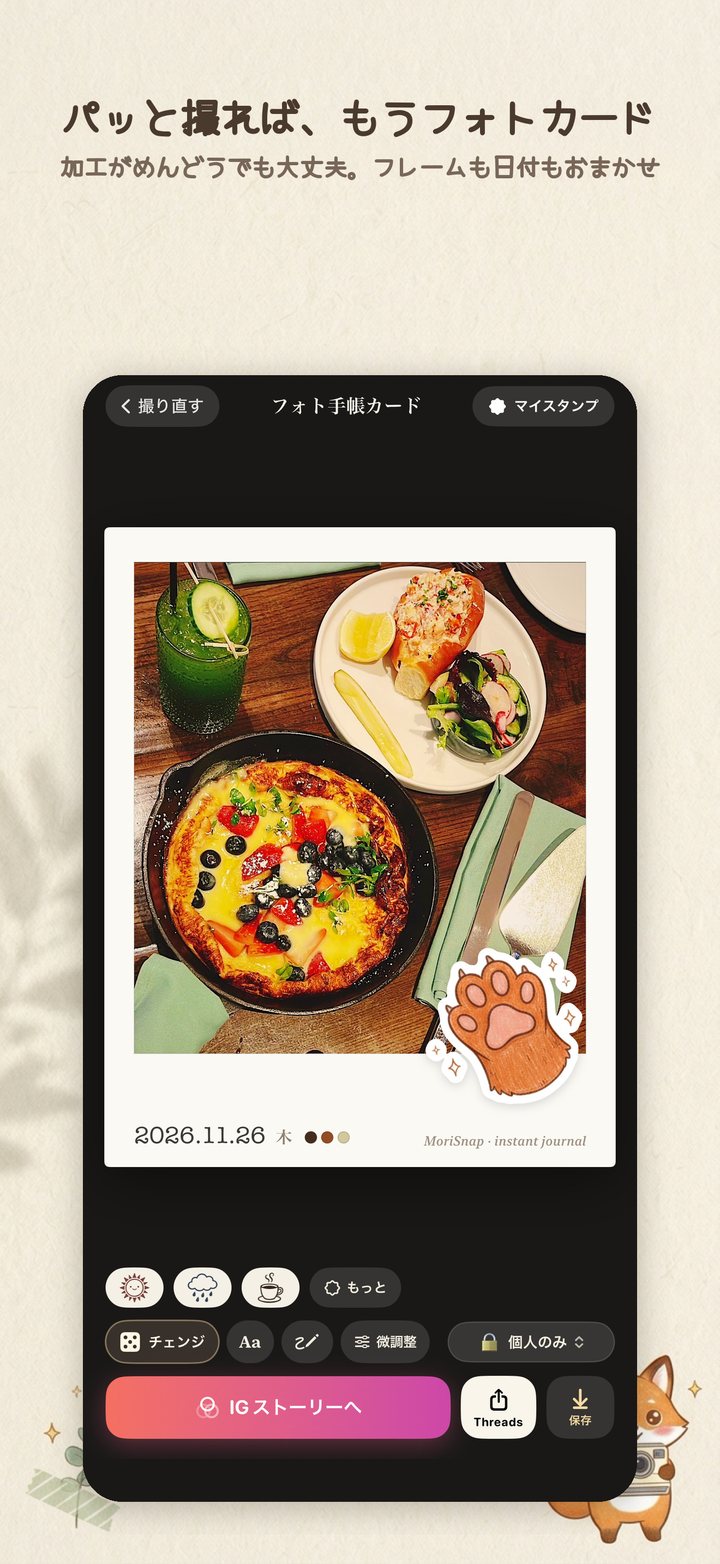 パッと撮れば、もうフォトカード
加工がめんどうでも大丈夫。フレームも日付もおまかせ
撮り直す
フォト手帳カード
マイスタンプ
2026.11.26 木
MoriSnap · instant journal
もっと
チェンジ
Aa
微調整
個人のみ
IG ストーリーへ
Threads
保存